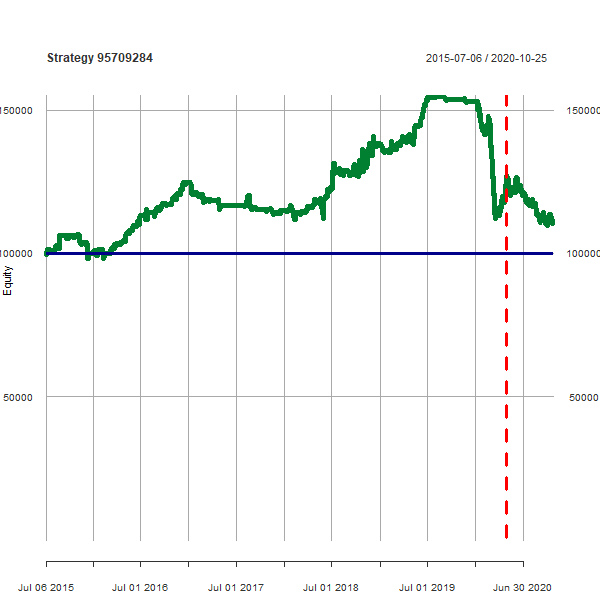 Strategy 95709284
2015-07-06 / 2020-10-25
150000
150000
100000
100000
Equity
50000
50000
Jul 06 2015
Jul 01 2016
Jul 01 2017
Jul 01 2018
Jul 01 2019
Jun 30 2020